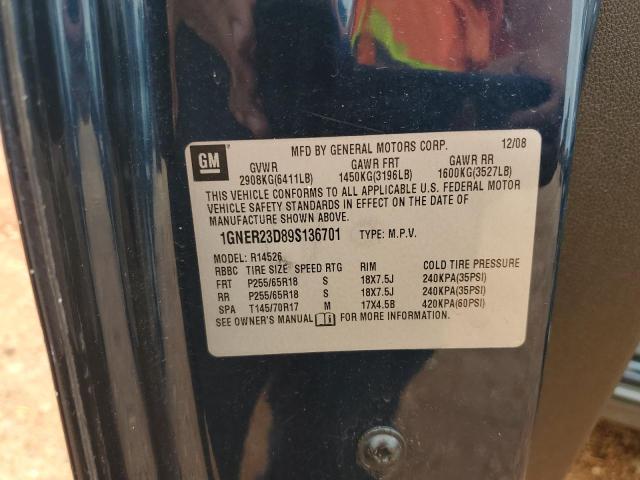 GM
MFD BY GENERAL MOTORS CORP. 12/08
GVWR GAWR FRT GAWR RR
2908KG(6411LB) 1450KG(3196LB) 1600KG(3527LB)
THIS VEHICLE CONFORMS TO ALL APPLICABLE U.S. FEDERAL MOTOR
VEHICLE SAFETY STANDARDS IN EFFECT ON THE DATE OF
MANUFACTURE SHOWN ABOVE.
1GNER23D89S136701 TYPE: M.P.V.
MODEL: R14526
RBBC TIRE SIZE SPEED RTG RIM COLD TIRE PRESSURE
FRT P255/65R18 S 18X7.5J 240KPA(35PSI)
RR P255/65R18 S 18X7.5J 240KPA(35PSI)
SPA T145/70R17 M 17X4.5B 420KPA(60PSI)
SEE OWNER'S MANUAL FOR MORE INFORMATION.